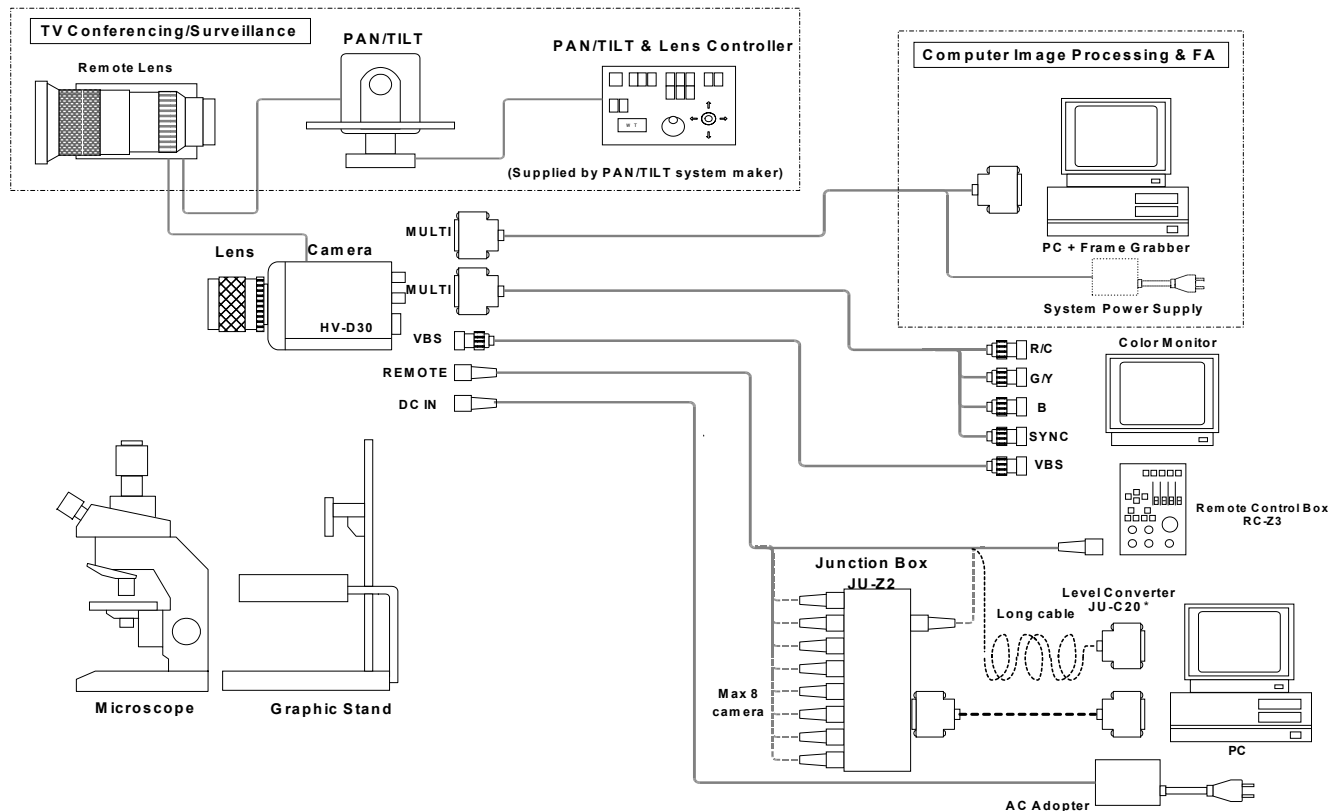 TV Conferencing/Surveillance
PAN/TILT
PAN/TILT & Lens Controller
Computer Image Processing & FA
Remote Lens
W T
(Supplied by PAN/TILT system maker)
MULTI
PC + Frame Grabber
Lens
Camera
MULTI
System Power Supply
HV-D30
VBS
R/C
Color Monitor
REMOTE
G/Y
DC IN
B
SYNC
VBS
Remote Control Box
RC-Z3
Junction Box
JU-Z2
Level Converter
JU-C20*
Long cable
Max 8
camera
Microscope
Graphic Stand
PC
AC Adopter